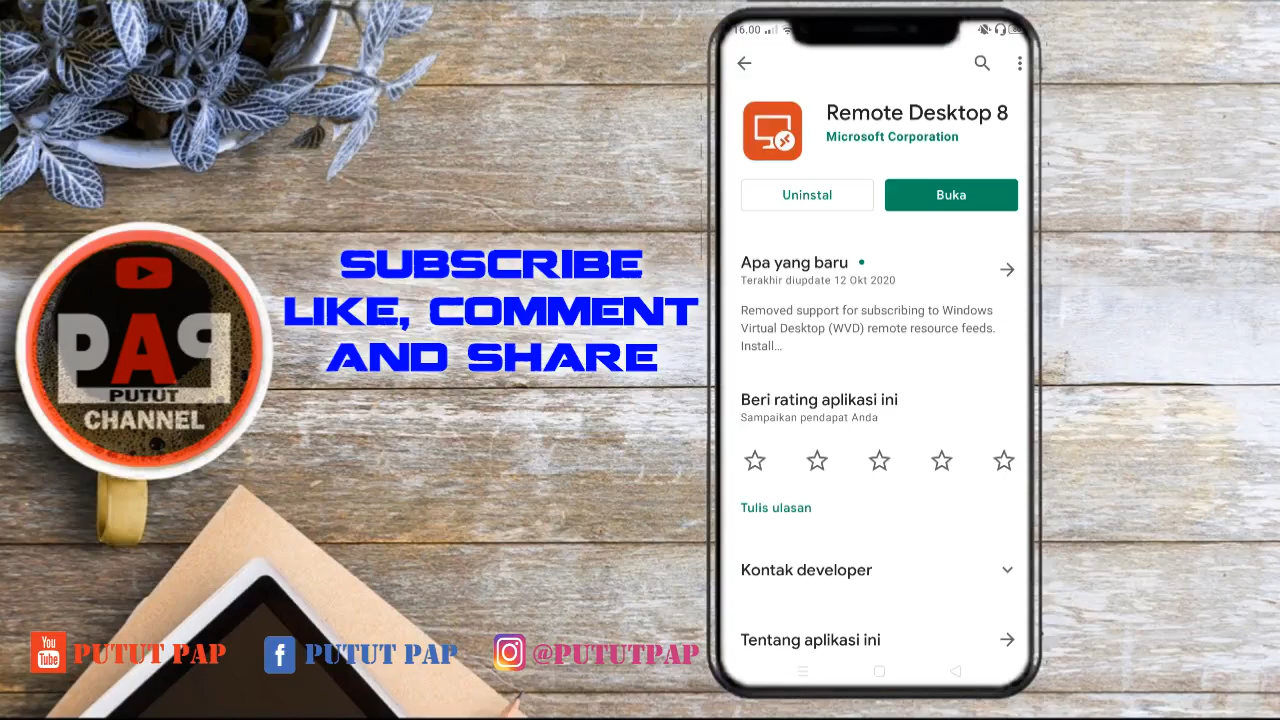 SUBSCRIBE
LIKE, COMMENT
AND SHARE
PAP
PUTUT
CHANNEL
You
Tube
PUTUT PAP
f
PUTUT PAP
@PUTUTPAP
16.00
Remote Desktop 8
Microsoft Corporation
Uninstal
Buka
Apa yang baru
Terakhir diupdate 12 Okt 2020
Removed support for subscribing to Windows
Virtual Desktop (WVD) remote resource feeds.
Install...
Beri rating aplikasi ini
Sampaikan pendapat Anda
Tulis ulasan
Kontak developer
Tentang aplikasi ini